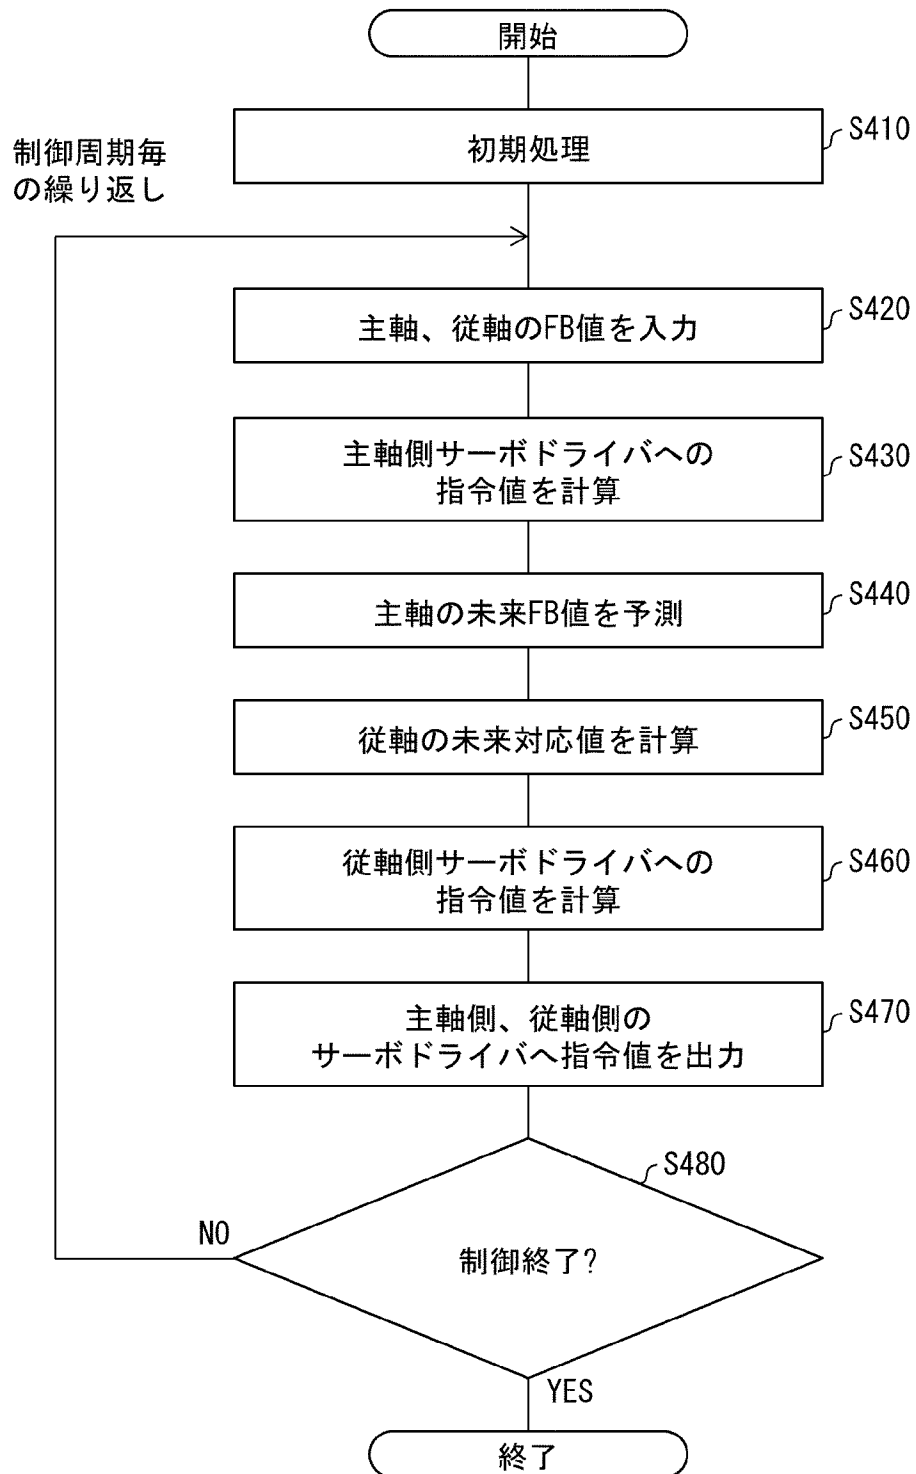 開始
初期処理
S410
制御周期毎
の繰り返し
主軸、従軸のFB値を入力
S420
主軸側サーボドライバへの
指令値を計算
S430
主軸の未来FB値を予測
S440
従軸の未来対応値を計算
S450
従軸側サーボドライバへの
指令値を計算
S460
主軸側、従軸側の
サーボドライバへ指令値を出力
S470
S480
制御終了?
NO
YES
終了